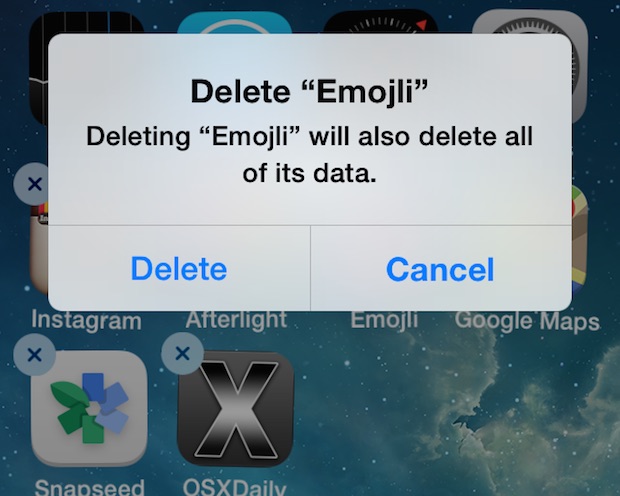 Delete “Emojli”
Deleting “Emojli” will also delete all
of its data.
Delete
Cancel
Instagram
Afterlight
Emojli
Google Maps
X
Snapseed
OSXDaily